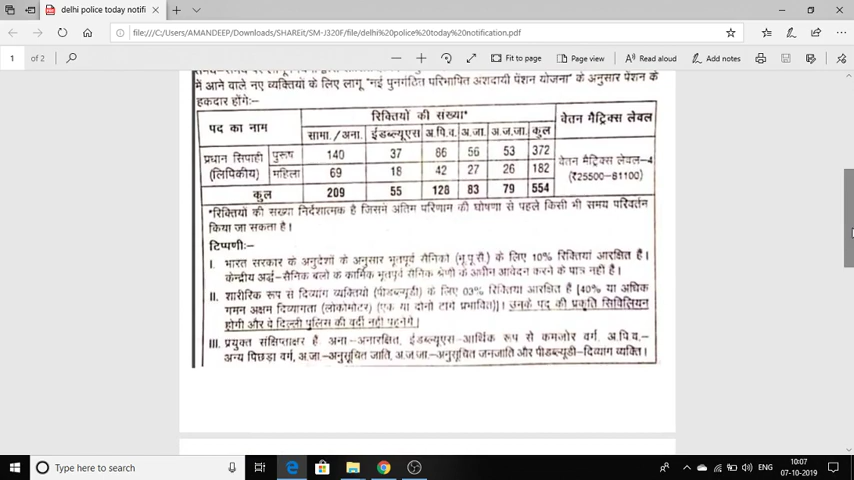 delhi police today notifi
file:///C:/Users/AMANDEEP/Downloads/SHAREit/SM-J320F/file/delhi%20police%20today%20notification.pdf
1 of 2 Fit to page Page view Read aloud Add notes
में आने वाले नए व्यक्तियों के लिए लागू "नई पुनर्गठित परिभाषित अंशदायी पेंशन योजना" के अनुसार पेंशन के
हकदार होंगे:–
पद का नाम रिक्तियों की संख्या* वेतन मैट्रिक्स लेवल
सामा./अना. ईडब्ल्यूएस अ.पि.व. अ.जा. अ.ज.जा. कुल
प्रधान सिपाही (लिपिकीय) पुरूष 140 37 86 56 53 372 वेतन मैट्रिक्स लेवल–4
महिला 69 18 42 27 26 182 (₹25500-81100)
कुल 209 55 128 83 79 554
*रिक्तियों की संख्या निर्देशात्मक है जिसमें अंतिम परिणाम की घोषणा से पहले किसी भी समय परिवर्तन
किया जा सकता है।
टिप्पणी:–
I. भारत सरकार के अनुदेशों के अनुसार भूतपूर्व सैनिकों (भू.पू.सै.) के लिए 10% रिक्तियां आरक्षित हैं।
केन्द्रीय अर्द्ध–सैनिक बलों के कार्मिक भूतपूर्व सैनिक श्रेणी के अधीन आवेदन करने के पात्र नहीं है।
II. शारीरिक रूप से दिव्यांग व्यक्तियों (पीडब्ल्यूडी) के लिए 03% रिक्तियां आरक्षित हैं [40% या अधिक
गमन अक्षम दिव्यांगता (लोकोमोटर) (एक या दोनों टांगे प्रभावित)]। उनके पद की प्रकृति सिविलियन
होगी और वे दिल्ली पुलिस की वर्दी नहीं पहनेंगे।
III. प्रयुक्त संक्षिप्ताक्षर हैं अना–अनारक्षित, ईडब्ल्यूएस–आर्थिक रूप से कमजोर वर्ग, अ.पि.व.–
अन्य पिछड़ा वर्ग, अ.जा–अनुसूचित जाति, अ.ज.जा.–अनुसूचित जनजाति और पीडब्ल्यूडी–दिव्यांग व्यक्ति।
Type here to search
ENG
10:07
07-10-2019